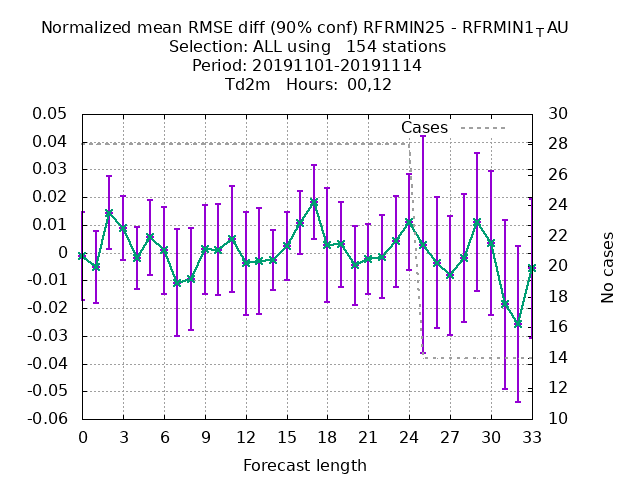 Normalized mean RMSE diff (90% conf) RFRMIN25 - RFRMIN1TAU
Selection: ALL using   154 stations
Period: 20191101-20191114
Td2m   Hours:  00,12
Cases
0.05
0.04
0.03
0.02
0.01
0
-0.01
-0.02
-0.03
-0.04
-0.05
-0.06
30
28
26
24
22
20
18
16
14
12
10
No cases
0 3 6 9 12 15 18 21 24 27 30 33
Forecast length